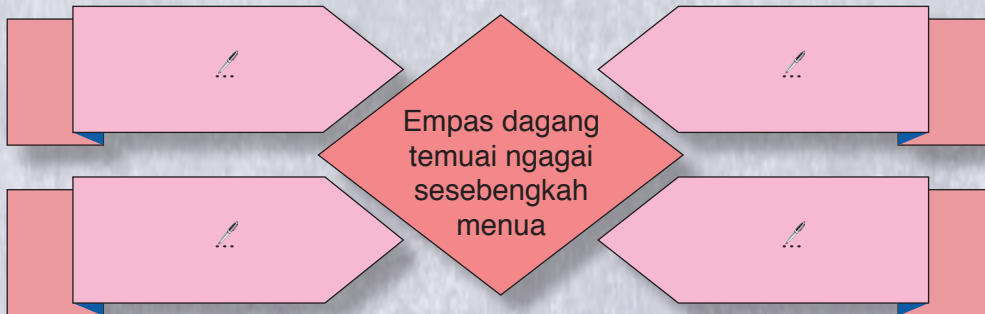 ...
...
Empas dagang
temuai ngagai
sesebengkah
menua
...
...